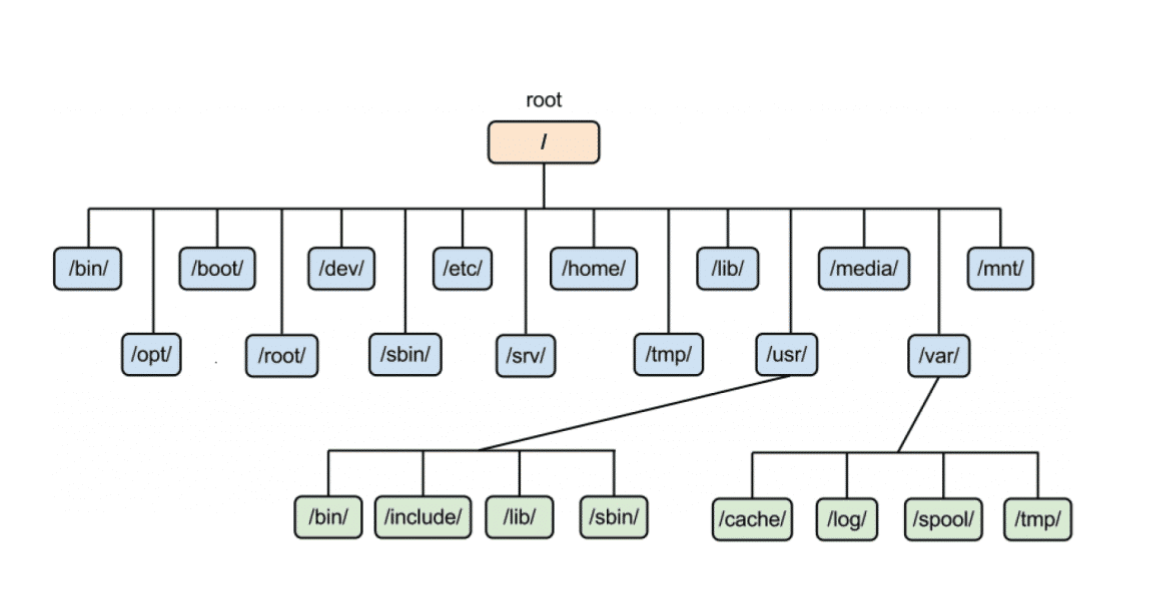 root
/
/bin/ /boot/ /dev/ /etc/ /home/ /lib/ /media/ /mnt/
/opt/ /root/ /sbin/ /srv/ /tmp/ /usr/ /var/
/bin/ /include/ /lib/ /sbin/ /cache/ /log/ /spool/ /tmp/